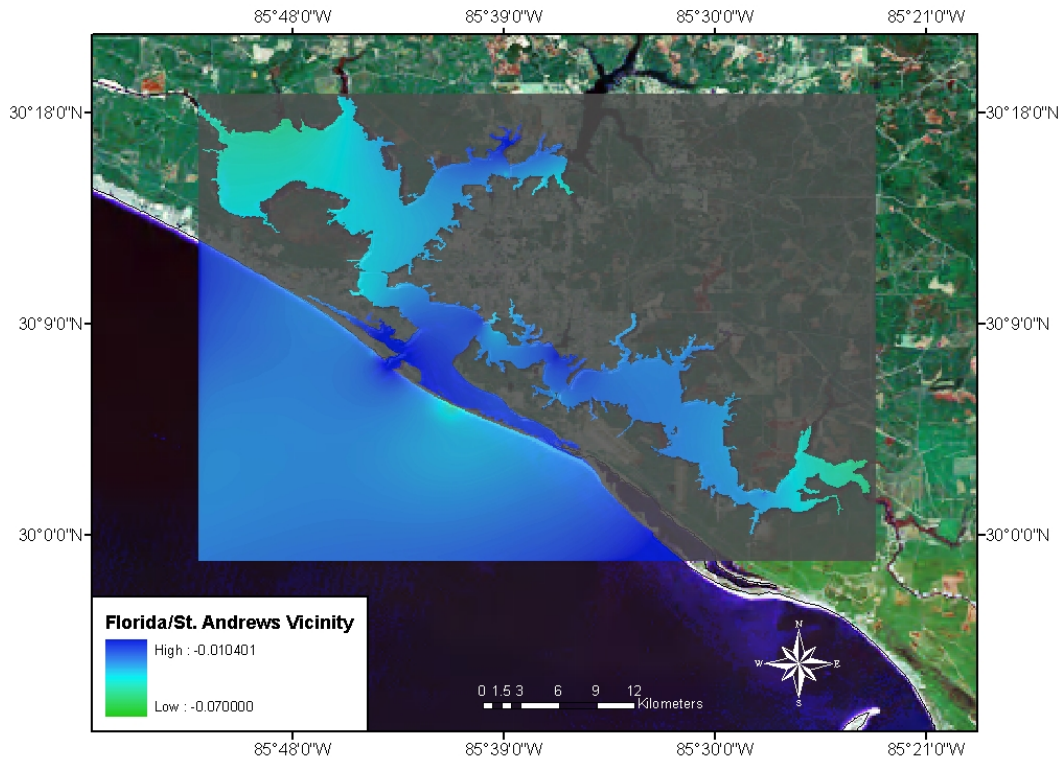 85°48'0"W 85°39'0"W 85°30'0"W 85°21'0"W
30°18'0"N 30°18'0"N
30°9'0"N 30°9'0"N
30°0'0"N 30°0'0"N
Florida/St. Andrews Vicinity
High : -0.010401
Low : -0.070000
N
W E
S
0 1.5 3 6 9 12
Kilometers
85°48'0"W 85°39'0"W 85°30'0"W 85°21'0"W